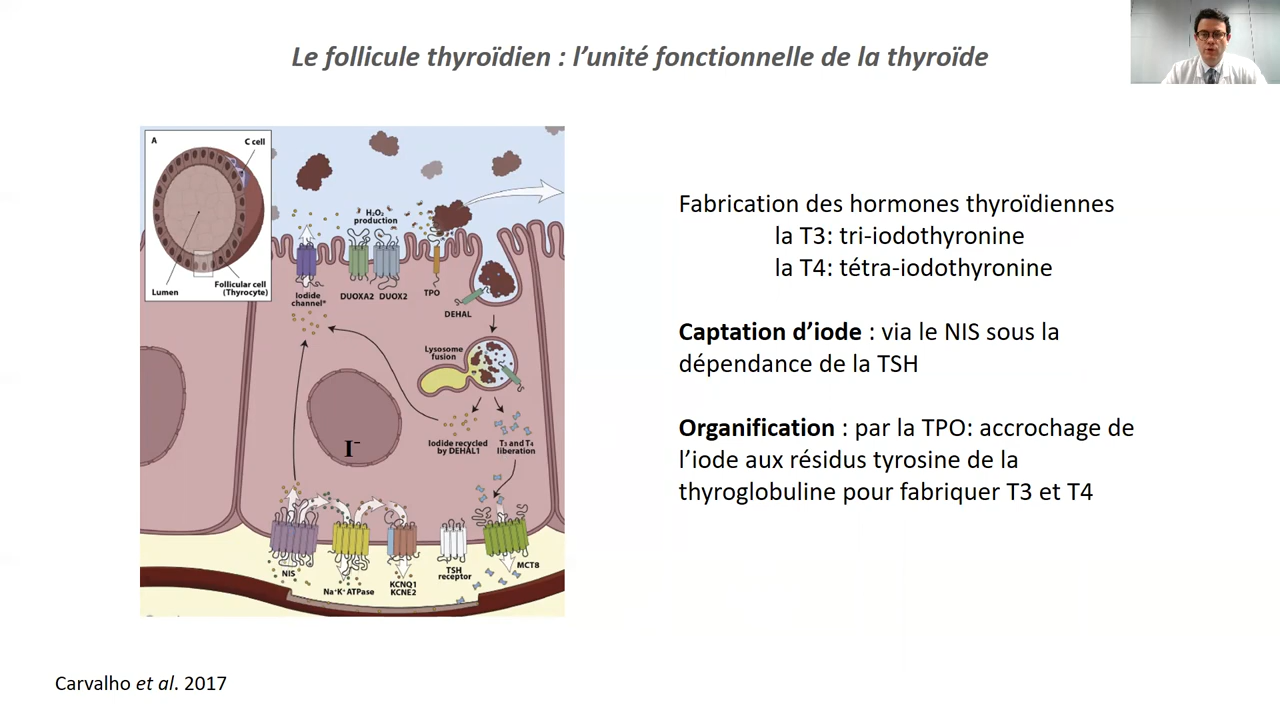 Le follicule thyroïdien : l’unité fonctionnelle de la thyroïde
A
C cell
Lumen
Follicular cell
(Thyrocyte)
H₂O₂
production
Iodide
channel*
DUOXA2
DUOX2
TPO
DEHAL
Lysosome
fusion
Iodide recycled
by DEHAL1
T₃ and T₄
liberation
I⁻
NIS
Na⁺K⁺ ATPase
KCNQ1
KCNE2
TSH
receptor
MCT8
Fabrication des hormones thyroïdiennes
la T3: tri-iodothyronine
la T4: tétra-iodothyronine
Captation d’iode : via le NIS sous la
dépendance de la TSH
Organification : par la TPO: accrochage de
l’iode aux résidus tyrosine de la
thyroglobuline pour fabriquer T3 et T4
Carvalho et al. 2017